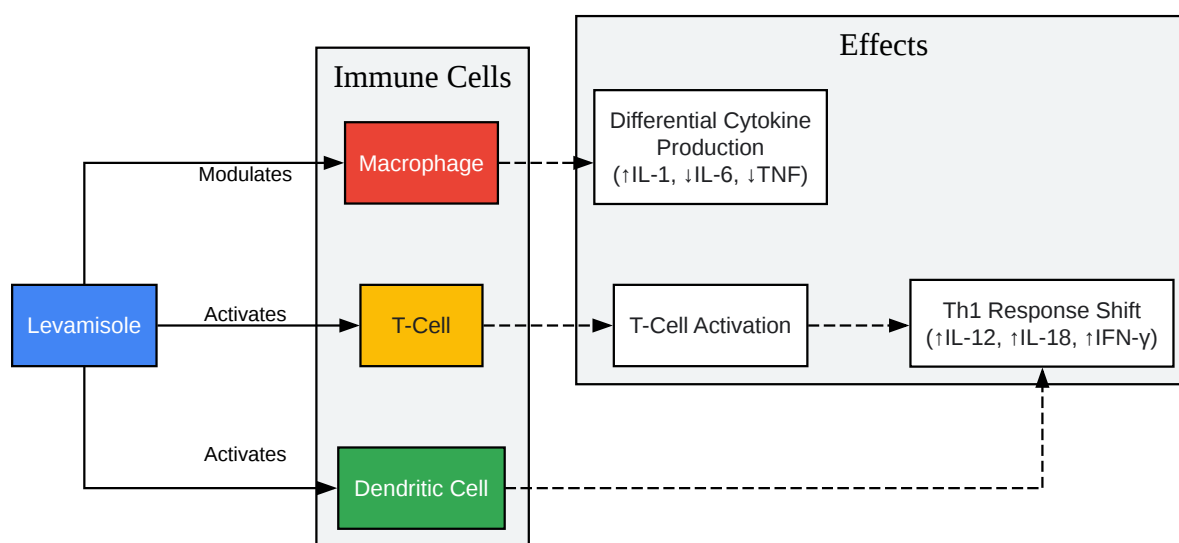 Effects
Immune Cells
Differential Cytokine
Production
(↑IL-1, ↓IL-6, ↓TNF)
Macrophage
Modulates
Levamisole
Activates
T-Cell
T-Cell Activation
Th1 Response Shift
(↑IL-12, ↑IL-18, ↑IFN-γ)
Activates
Dendritic Cell